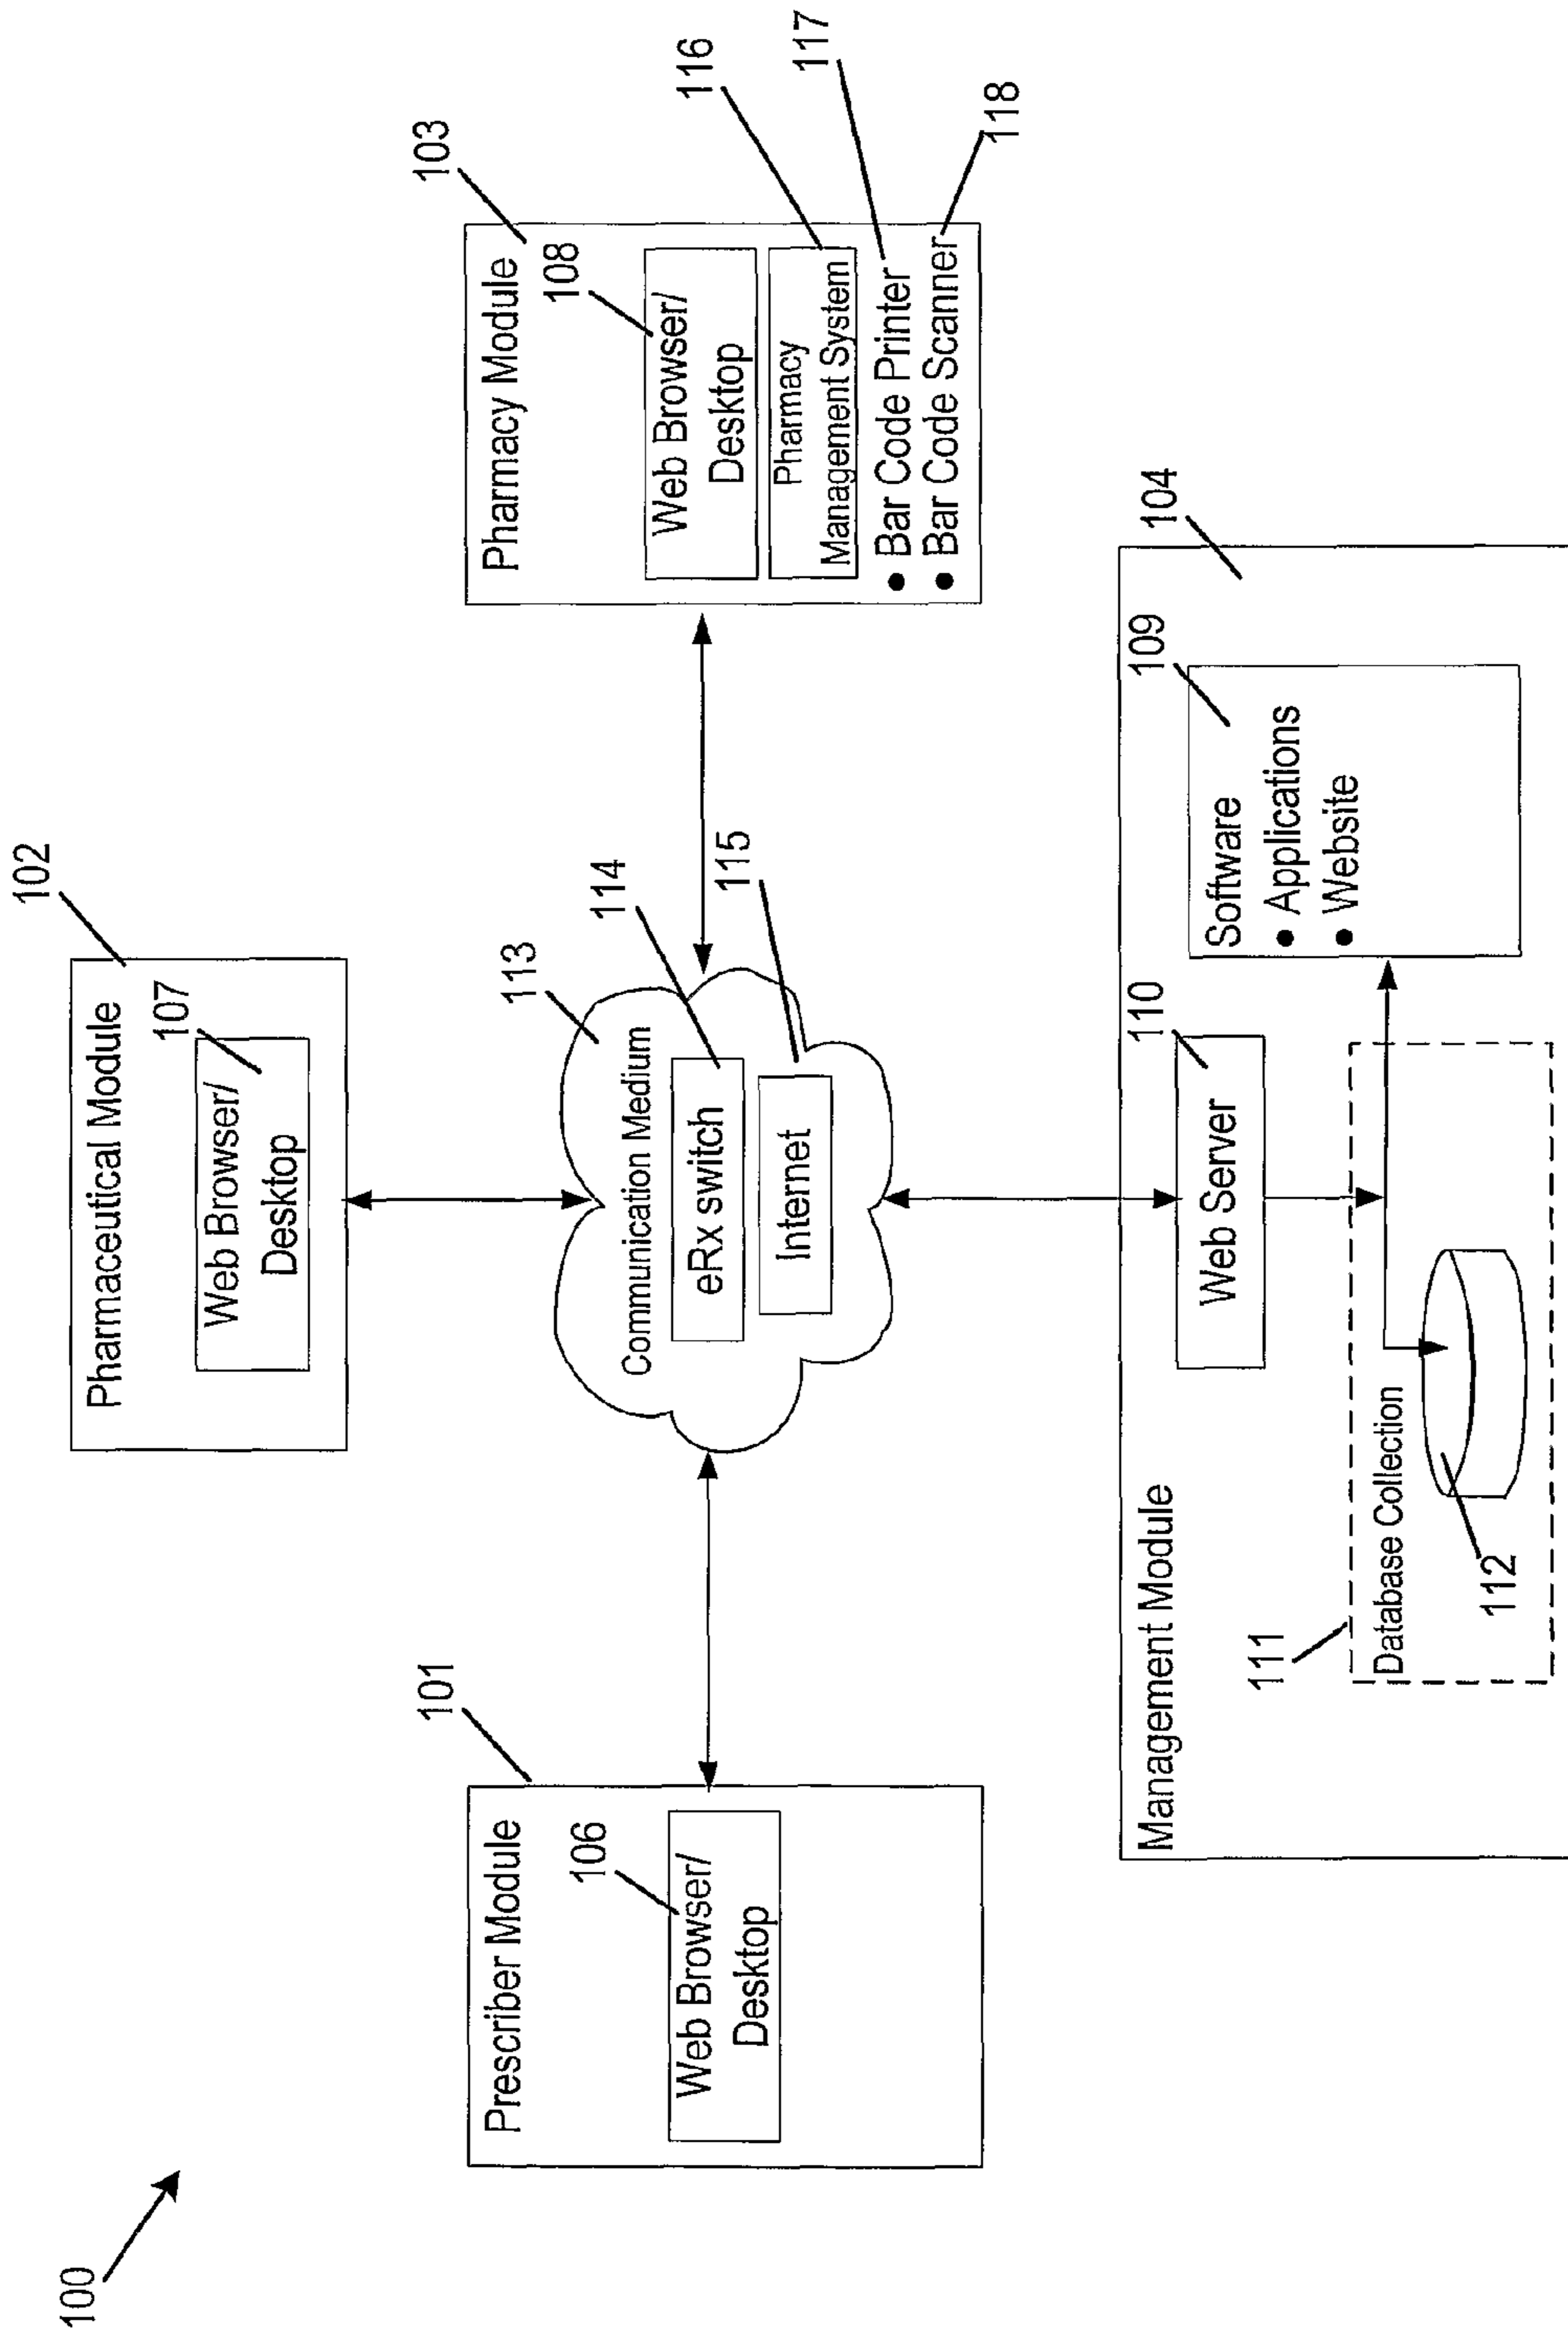 100
102
Pharmaceutical Module
107
Web Browser/
Desktop
101
Prescriber Module
106
Web Browser/
Desktop
113
Communication Medium
114
eRx switch
115
Internet
103
Pharmacy Module
108
Web Browser/
Desktop
116
Pharmacy
Management System
117
• Bar Code Printer
118
• Bar Code Scanner
104
Management Module
110
Web Server
109
Software
• Applications
• Website
111
Database Collection
112